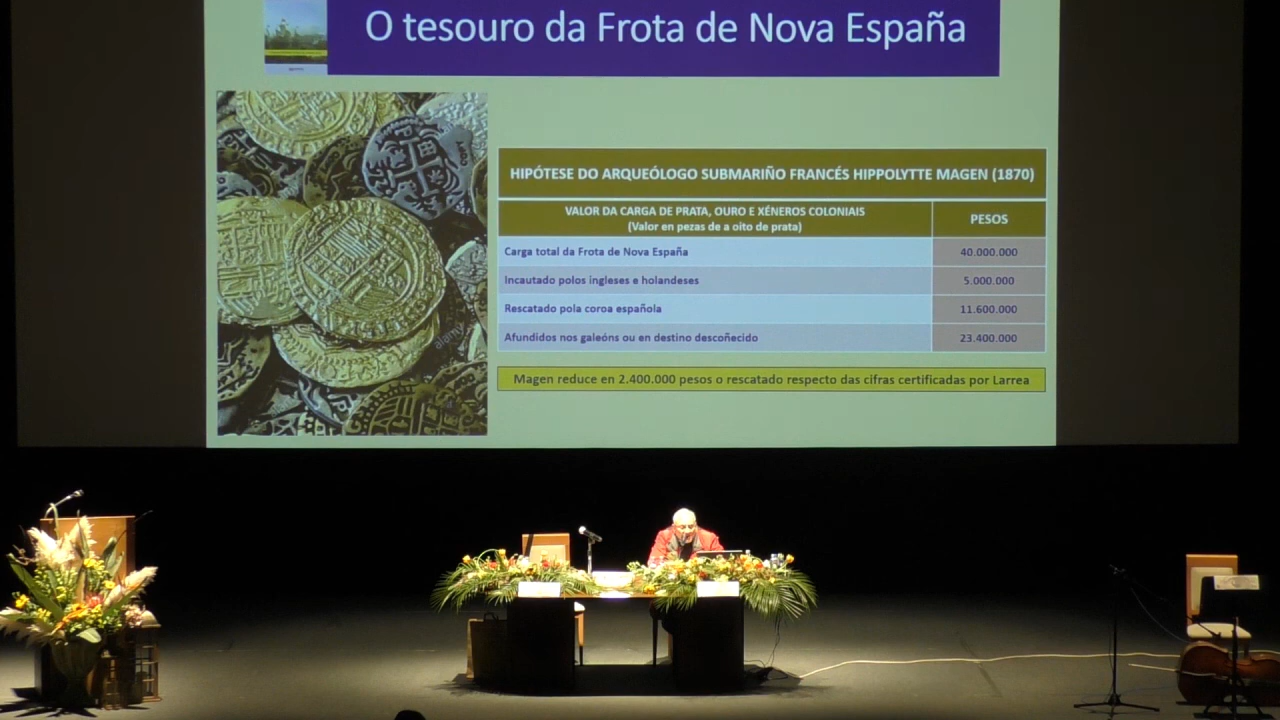 O tesouro da Frota de Nova España
HIPÓTESE DO ARQUEÓLOGO SUBMARIÑO FRANCÉS HIPPOLYTTE MAGEN (1870)
VALOR DA CARGA DE PRATA, OURO E XÉNEROS COLONIAIS
(Valor en pezas de a oito de prata)
PESOS
Carga total da Frota de Nova España 40.000.000
Incautado polos ingleses e holandeses 5.000.000
Rescatado pola coroa española 11.600.000
Afundidos nos galeóns ou en destino descoñecido 23.400.000
Magen reduce en 2.400.000 pesos o rescatado respecto das cifras certificadas por Larrea
alamy